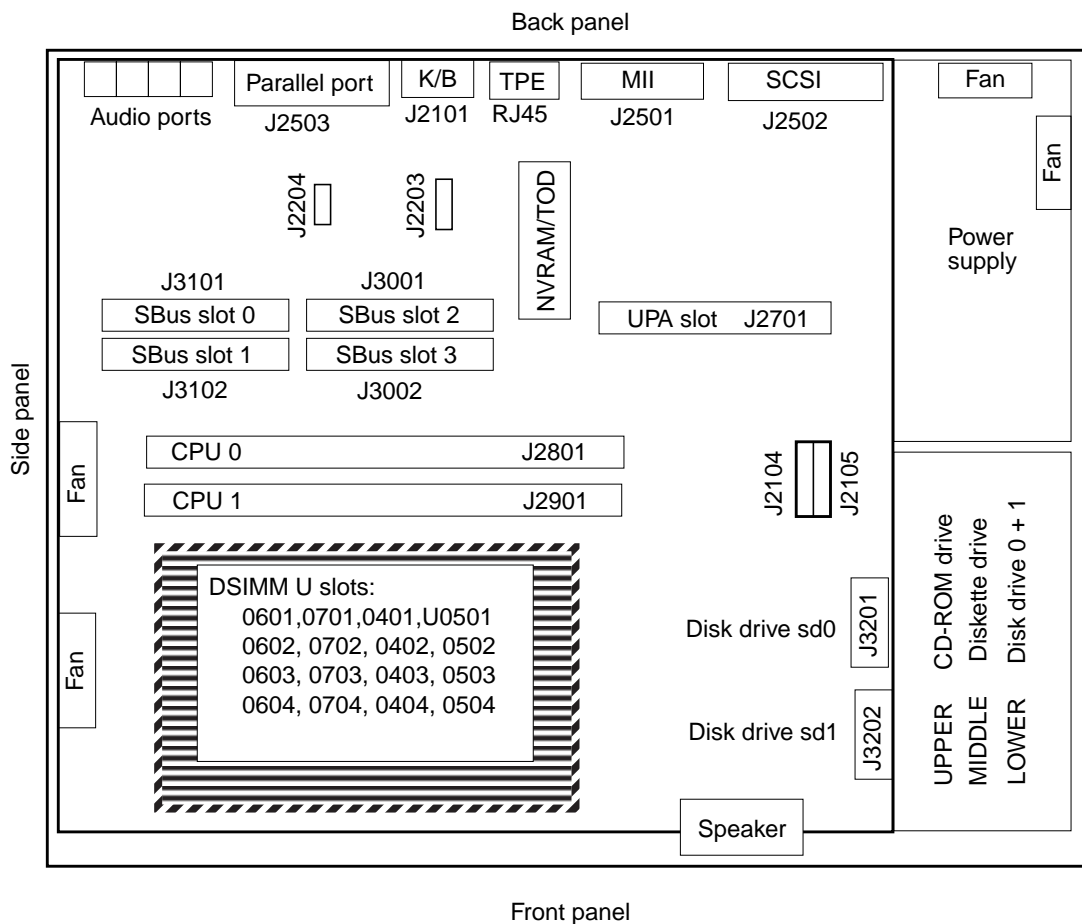 Back panel
Parallel port
K/B
TPE
MII
SCSI
Fan
Audio ports
J2503
J2101
RJ45
J2501
J2502
Fan
J2204
J2203
NVRAM/TOD
Power
supply
J3101
J3001
SBus slot 0
SBus slot 2
UPA slot J2701
SBus slot 1
SBus slot 3
J3102
J3002
Side panel
Fan
CPU 0 J2801
CPU 1 J2901
J2104
J2105
DSIMM U slots:
0601,0701,0401,U0501
0602, 0702, 0402, 0502
0603, 0703, 0403, 0503
0604, 0704, 0404, 0504
Fan
Disk drive sd0
J3201
Disk drive sd1
J3202
UPPER CD-ROM drive
MIDDLE Diskette drive
LOWER Disk drive 0 + 1
Speaker
Front panel